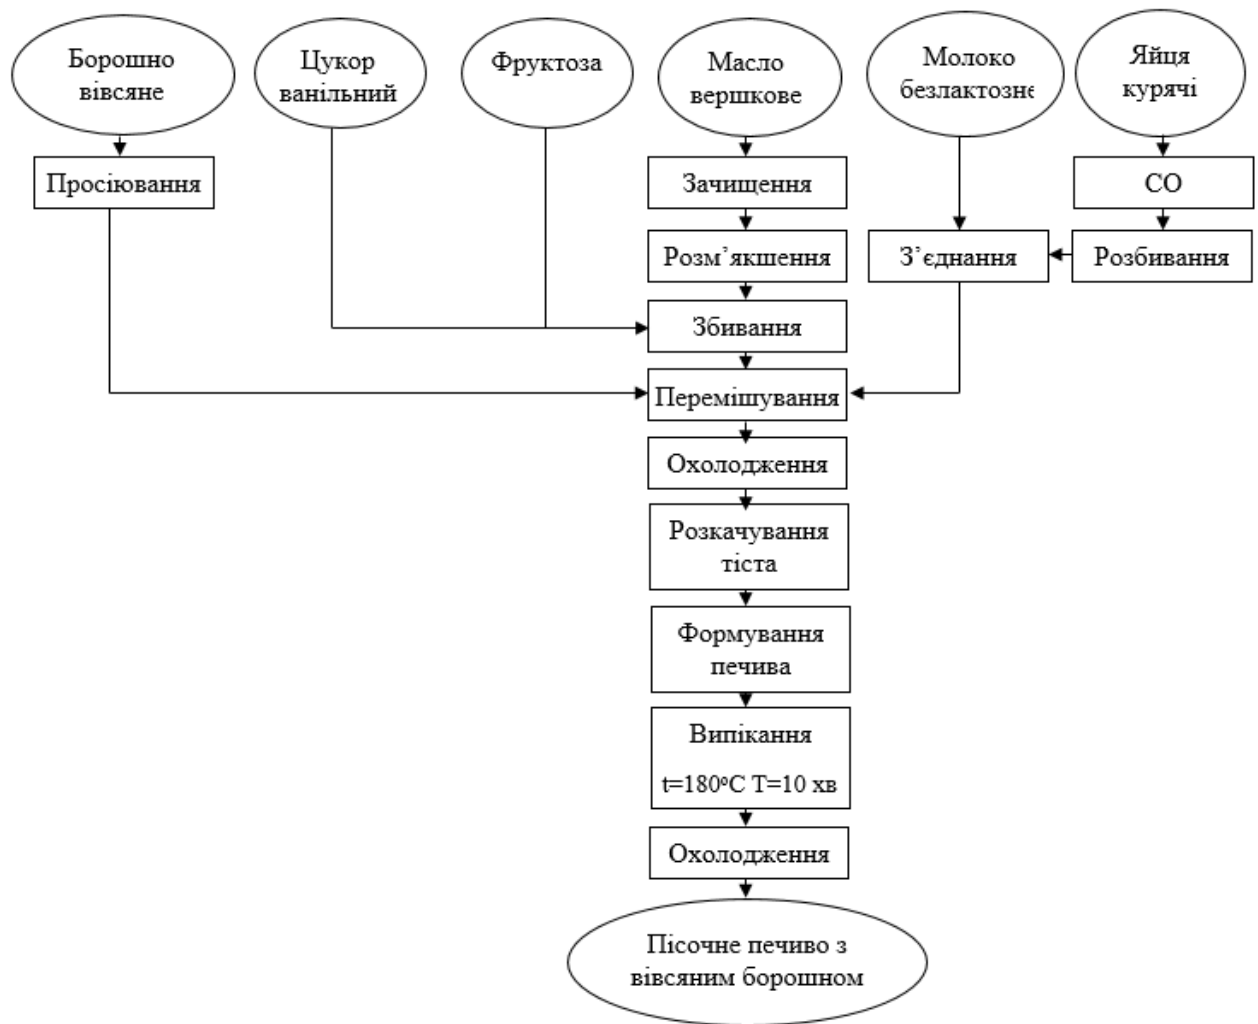 Борошно
вівсяне
Цукор
ванільний
Фруктоза
Масло
вершкове
Молоко
безлактозне
Яйця
курячі
Просіювання
Зачищення
СО
Розм’якшення
З’єднання
Розбивання
Збивання
Перемішування
Охолодження
Розкачування
тіста
Формування
печива
Випікання
t=180°C T=10 хв
Охолодження
Пісочне печиво з
вівсяним борошном